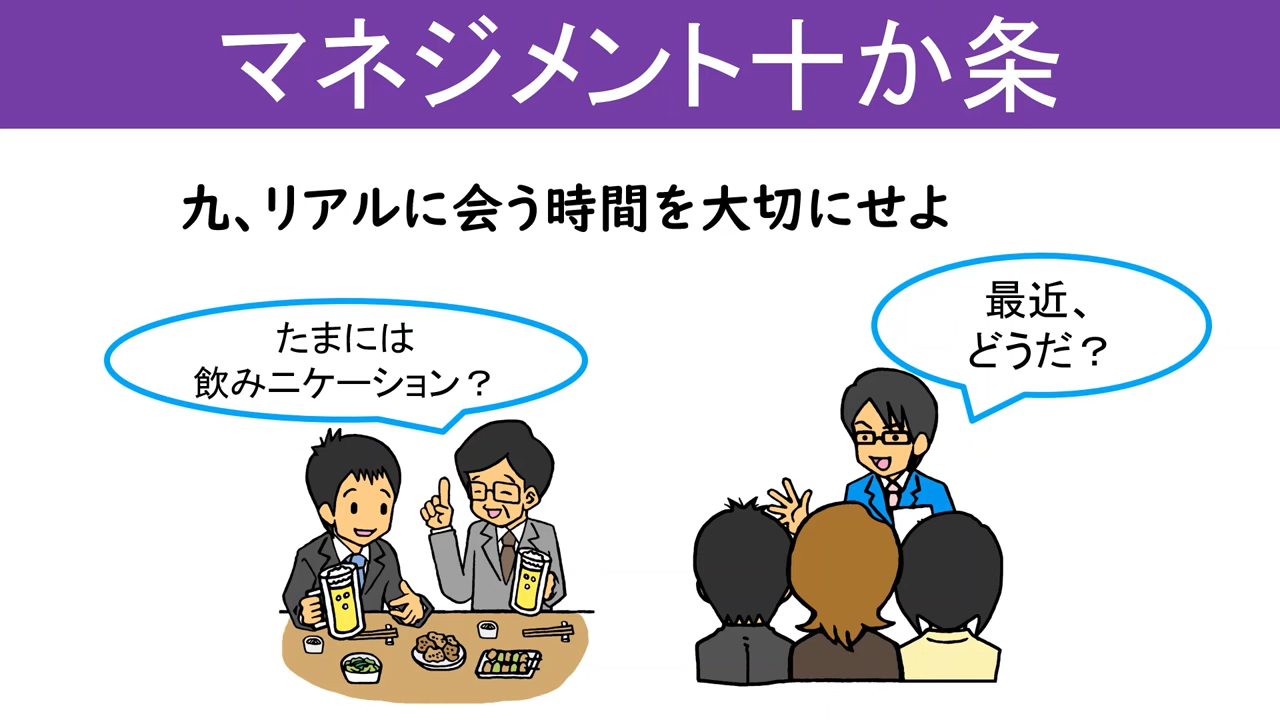 マネジメント十か条
九、リアルに会う時間を大切にせよ
たまには
飲みニケーション？
最近、
どうだ？